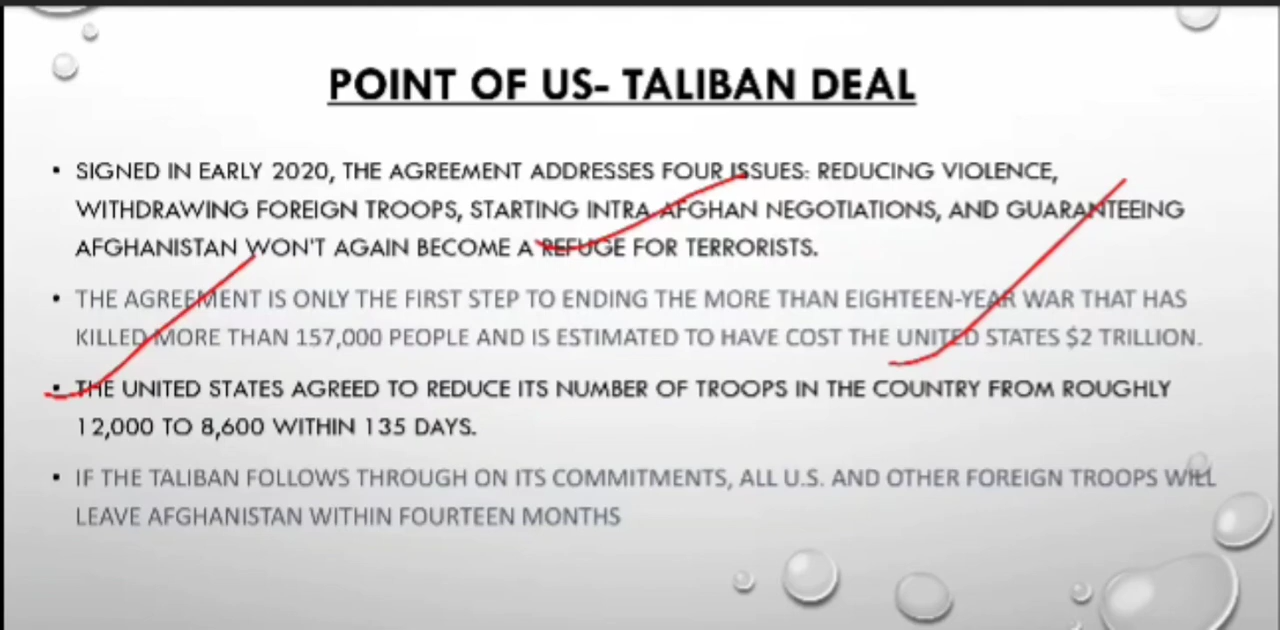 POINT OF US- TALIBAN DEAL
• SIGNED IN EARLY 2020, THE AGREEMENT ADDRESSES FOUR ISSUES: REDUCING VIOLENCE,
WITHDRAWING FOREIGN TROOPS, STARTING INTRA AFGHAN NEGOTIATIONS, AND GUARANTEEING
AFGHANISTAN WON'T AGAIN BECOME A REFUGE FOR TERRORISTS.
• THE AGREEMENT IS ONLY THE FIRST STEP TO ENDING THE MORE THAN EIGHTEEN-YEAR WAR THAT HAS
KILLED MORE THAN 157,000 PEOPLE AND IS ESTIMATED TO HAVE COST THE UNITED STATES $2 TRILLION.
• THE UNITED STATES AGREED TO REDUCE ITS NUMBER OF TROOPS IN THE COUNTRY FROM ROUGHLY
12,000 TO 8,600 WITHIN 135 DAYS.
• IF THE TALIBAN FOLLOWS THROUGH ON ITS COMMITMENTS, ALL U.S. AND OTHER FOREIGN TROOPS WILL
LEAVE AFGHANISTAN WITHIN FOURTEEN MONTHS